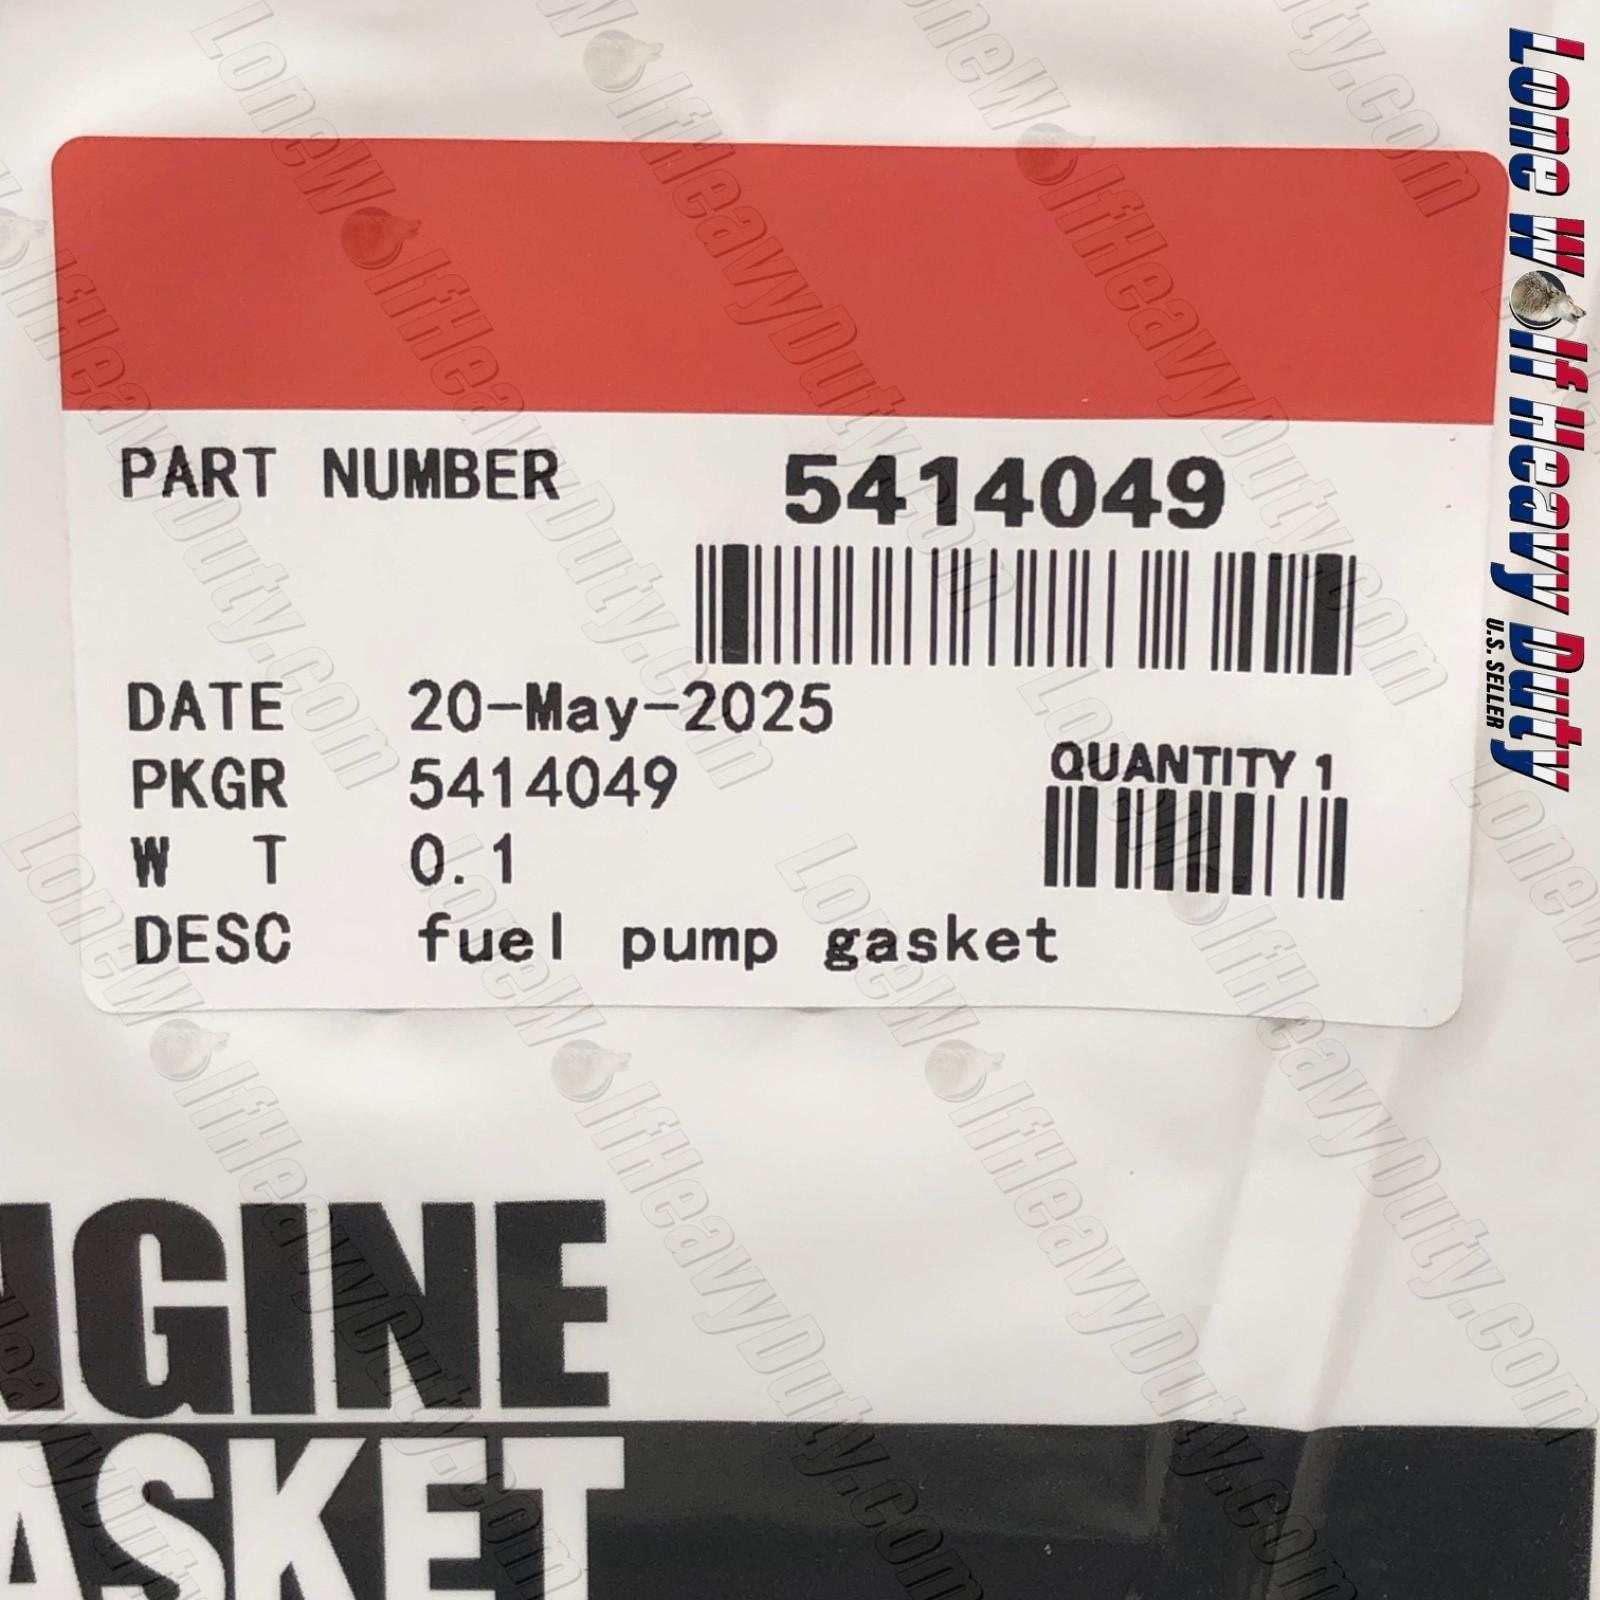 PART NUMBER 5414049
DATE 20-May-2025
PKGR 5414049
QUANTITY 1
W T 0.1
DESC fuel pump gasket
NGINE
ASKET
Lone Wolf Heavy Duty
U.S. SELLER
LoneWolfHeavyDuty.com